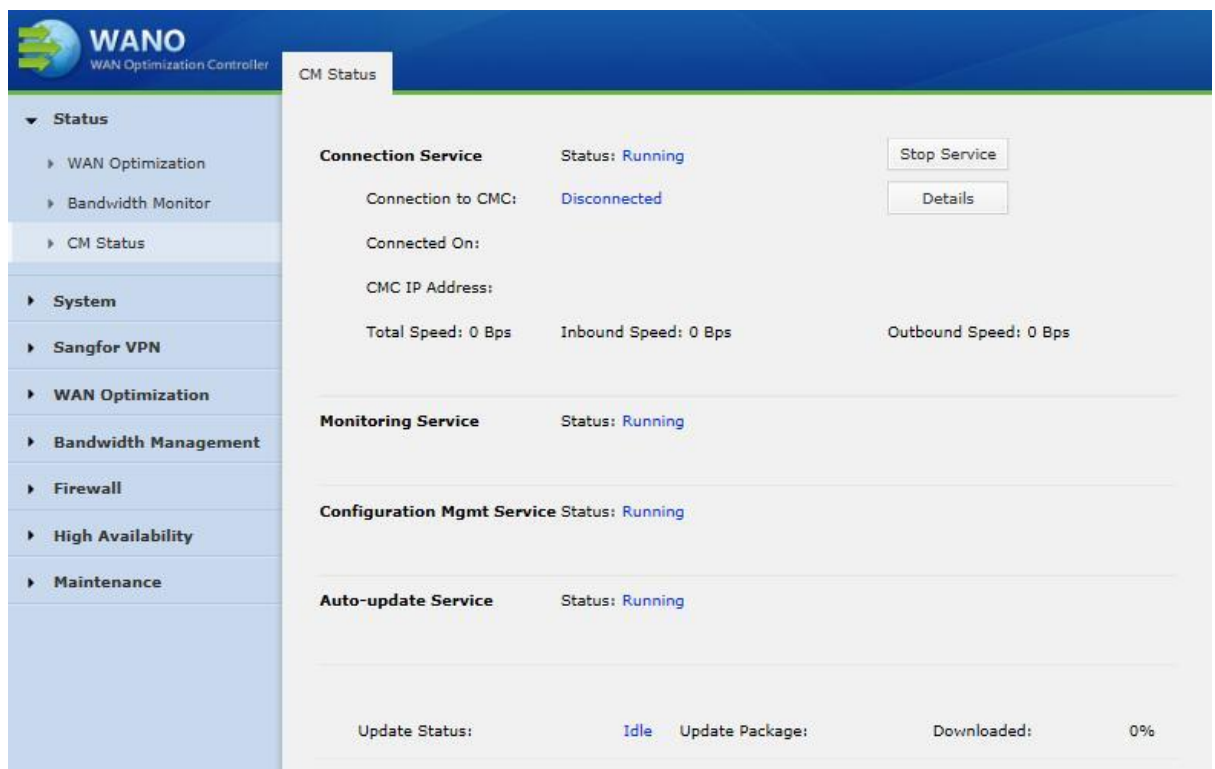 WANO
WAN Optimization Controller
CM Status
Status
WAN Optimization
Bandwidth Monitor
CM Status
System
Sangfor VPN
WAN Optimization
Bandwidth Management
Firewall
High Availability
Maintenance
Connection Service Status: Running Stop Service
Connection to CMC: Disconnected Details
Connected On:
CMC IP Address:
Total Speed: 0 Bps Inbound Speed: 0 Bps Outbound Speed: 0 Bps
Monitoring Service Status: Running
Configuration Mgmt Service Status: Running
Auto-update Service Status: Running
Update Status: Idle Update Package: Downloaded: 0%